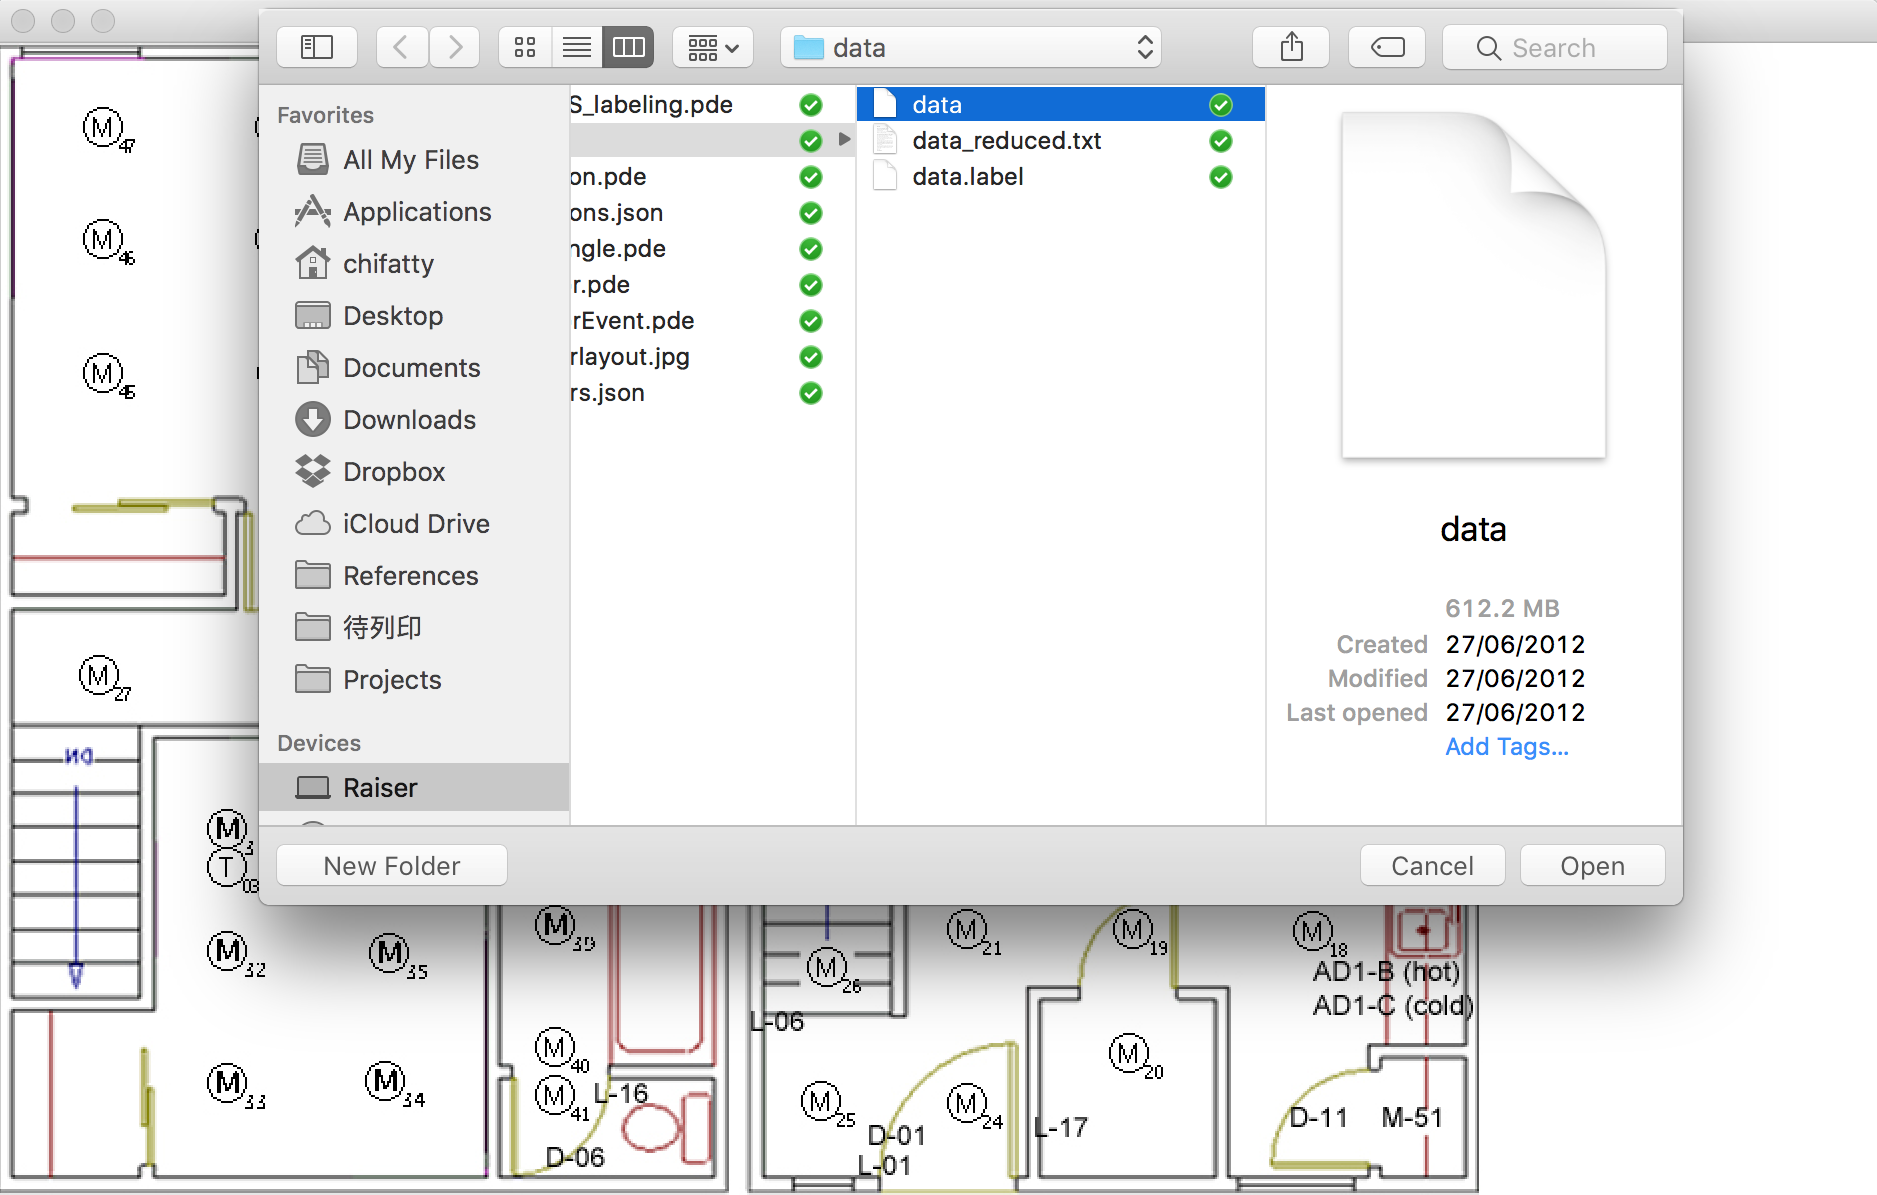 data
Search
Favorites
All My Files
Applications
chifatty
Desktop
Documents
Downloads
Dropbox
iCloud Drive
References
待列印
Projects
Devices
Raiser
S_labeling.pde
on.pde
ons.json
ngle.pde
r.pde
rEvent.pde
rlayout.jpg
rs.json
data
data_reduced.txt
data.label
data
612.2 MB
Created 27/06/2012
Modified 27/06/2012
Last opened 27/06/2012
Add Tags...
New Folder
Cancel
Open
M 47
M 46
M 45
M 27
DN
M
T
M 32
M 35
M 33
M 34
M 39
M 40
M 41
L-16
D-06
M 21
M 26
L-06
M 19
M 18
AD1-B (hot)
AD1-C (cold)
M 20
M 25
M 24
D-01
L-01
L-17
D-11
M-51